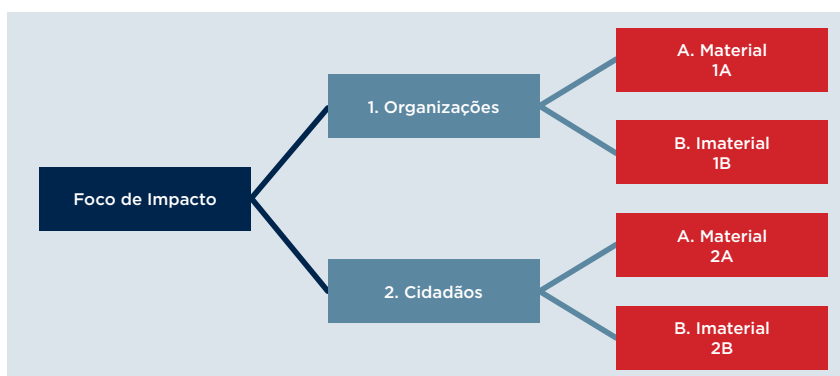 Foco de Impacto
1. Organizações
A. Material
1A
B. Imaterial
1B
2. Cidadãos
A. Material
2A
B. Imaterial
2B